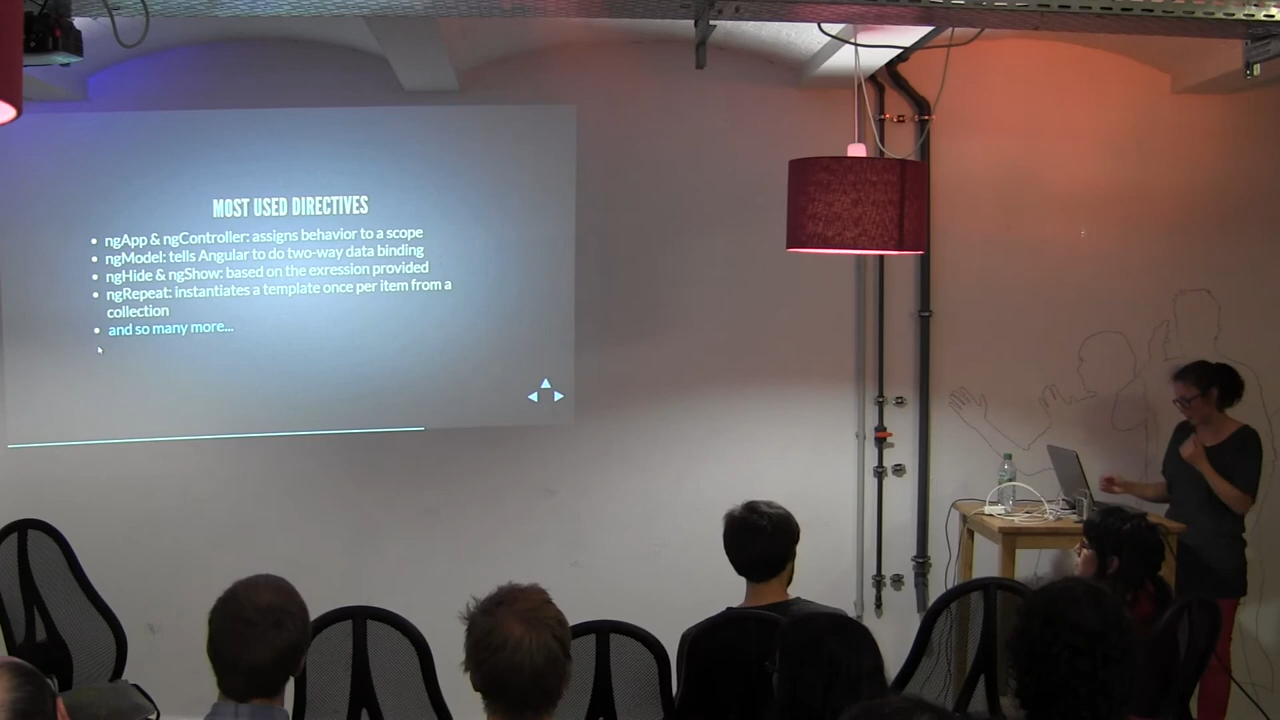 MOST USED DIRECTIVES
ngApp & ngController: assigns behavior to a scope
ngModel: tells Angular to do two-way data binding
ngHide & ngShow: based on the exression provided
ngRepeat: instantiates a template once per item from a
collection
and so many more...